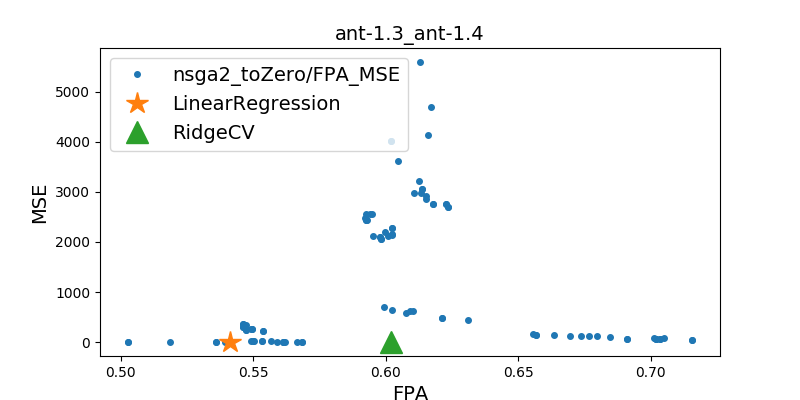 ant-1.3_ant-1.4
nsga2_toZero/FPA_MSE
LinearRegression
RidgeCV
MSE
5000
4000
3000
2000
1000
0
0.50 0.55 0.60 0.65 0.70
FPA